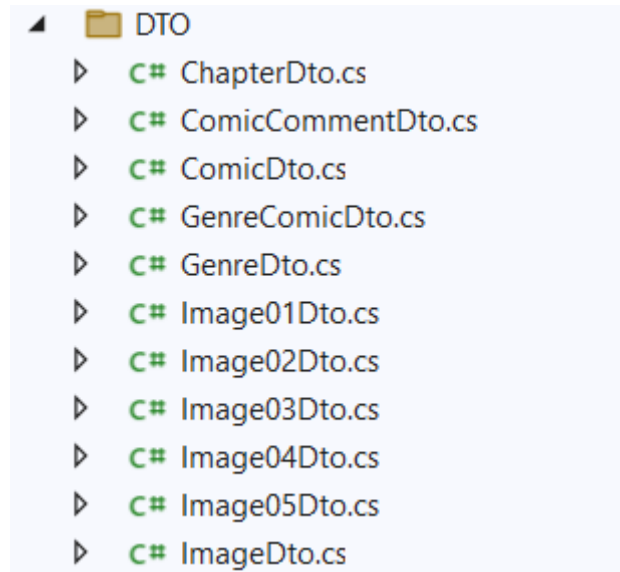 DTO
C# ChapterDto.cs
C# ComicCommentDto.cs
C# ComicDto.cs
C# GenreComicDto.cs
C# GenreDto.cs
C# Image01Dto.cs
C# Image02Dto.cs
C# Image03Dto.cs
C# Image04Dto.cs
C# Image05Dto.cs
C# ImageDto.cs